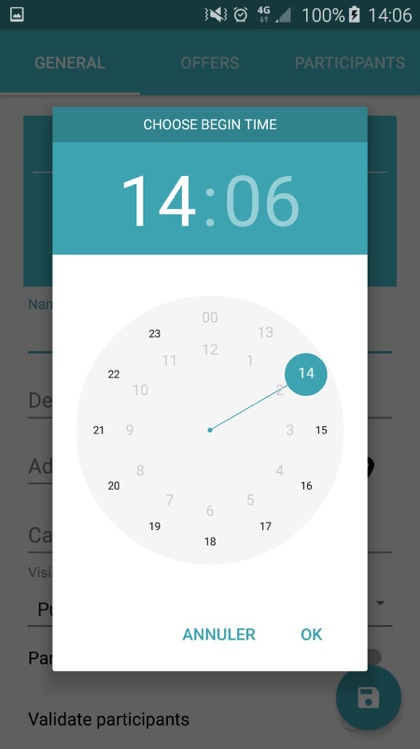 4G 100% 14:06
GENERAL OFFERS PARTICIPANTS
CHOOSE BEGIN TIME
14:06
00
23 13
12
11 1
22 14
10 2
21 9 3 15
8 4
20 16
7 5
19 6 17
18
ANNULER OK
Validate participants